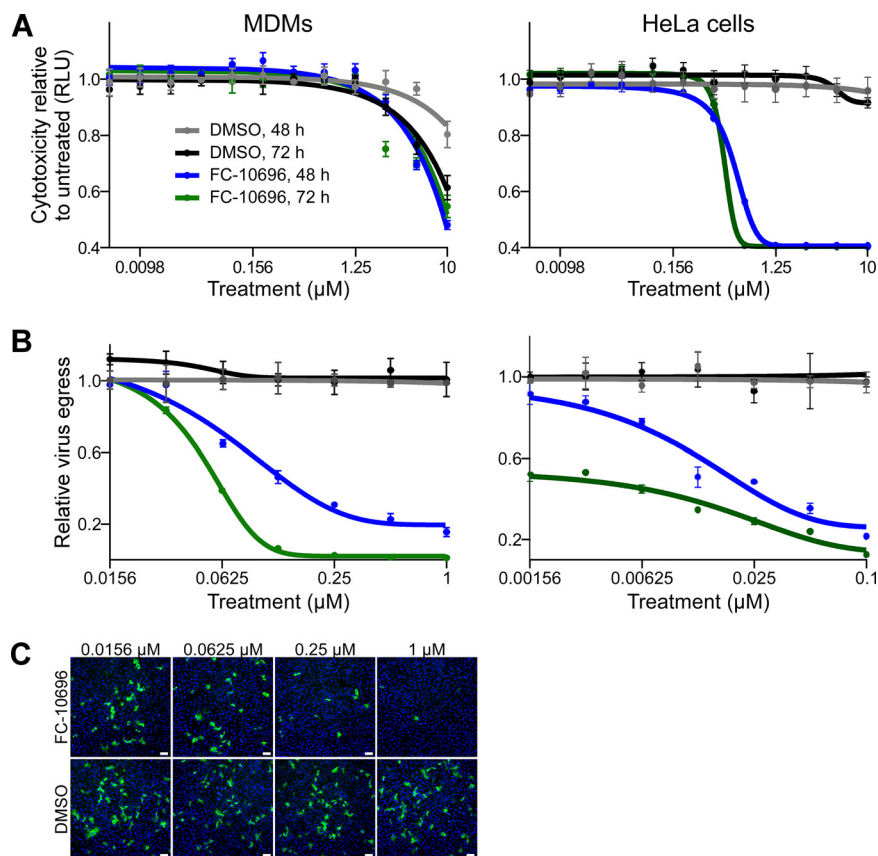 A
MDMs
HeLa cells
Cytotoxicity relative
to untreated (RLU)
1.0
0.8
0.6
0.4
DMSO, 48 h
DMSO, 72 h
FC-10696, 48 h
FC-10696, 72 h
0.0098
0.156
1.25
10
Treatment (µM)
1.0
0.8
0.6
0.4
0.0098
0.156
1.25
10
Treatment (µM)
B
Relative virus egress
1.0
0.6
0.2
0.0156
0.0625
0.25
1
Treatment (µM)
1.0
0.6
0.2
0.00156
0.00625
0.025
0.1
Treatment (µM)
C
0.0156 µM
0.0625 µM
0.25 µM
1 µM
FC-10696
DMSO